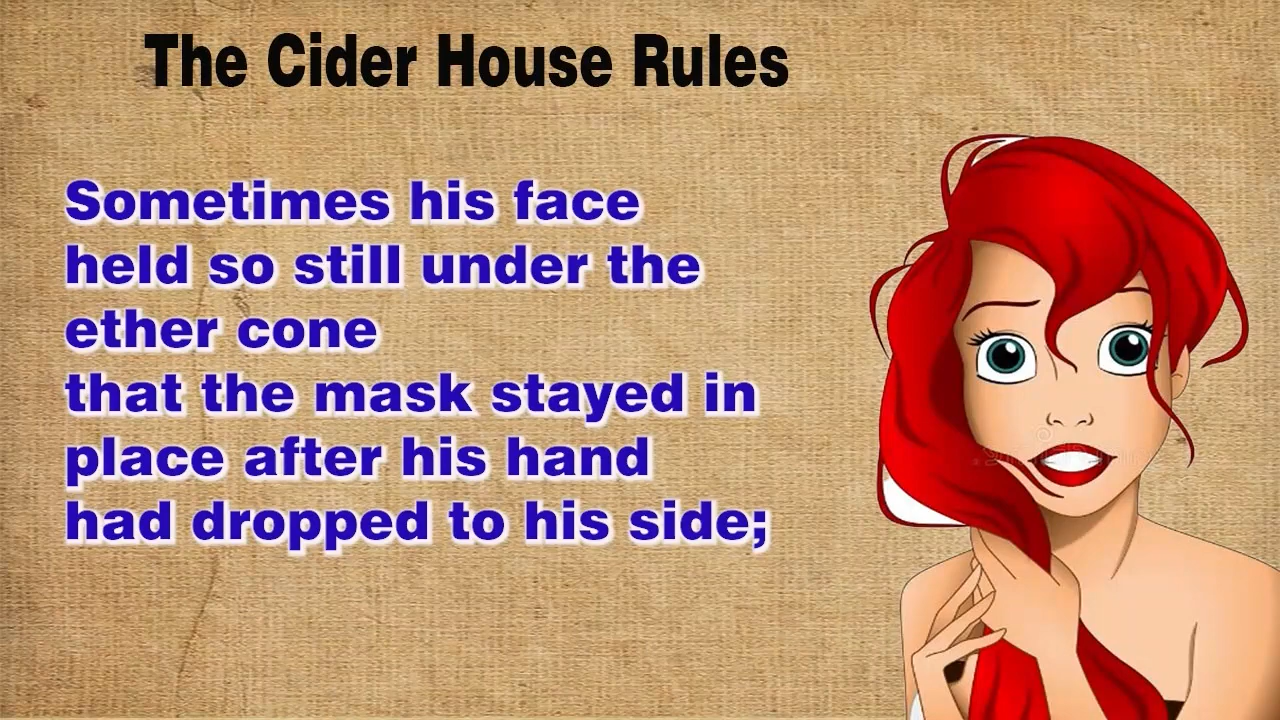 The Cider House Rules
Sometimes his face
held so still under the
ether cone
that the mask stayed in
place after his hand
had dropped to his side;